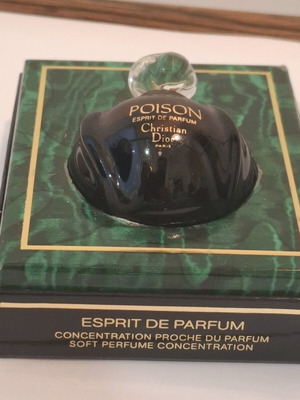 POISON
ESPRIT DE PARFUM
Christian
Dior
PARIS
ESPRIT DE PARFUM
CONCENTRATION PROCHE DU PARFUM
SOFT PERFUME CONCENTRATION